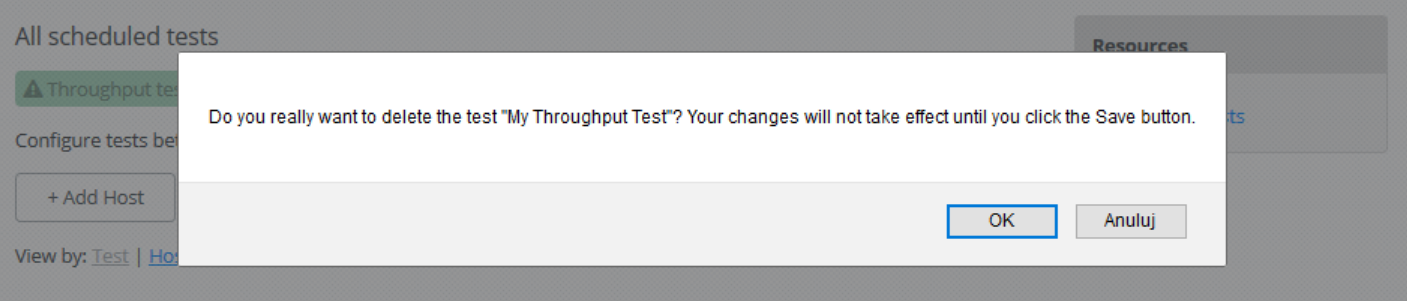 All scheduled tests
Resources
Throughput tes
Do you really want to delete the test "My Throughput Test"? Your changes will not take effect until you click the Save button.
ts
Configure tests bet
+ Add Host
OK
Anuluj
View by: Test | Hos